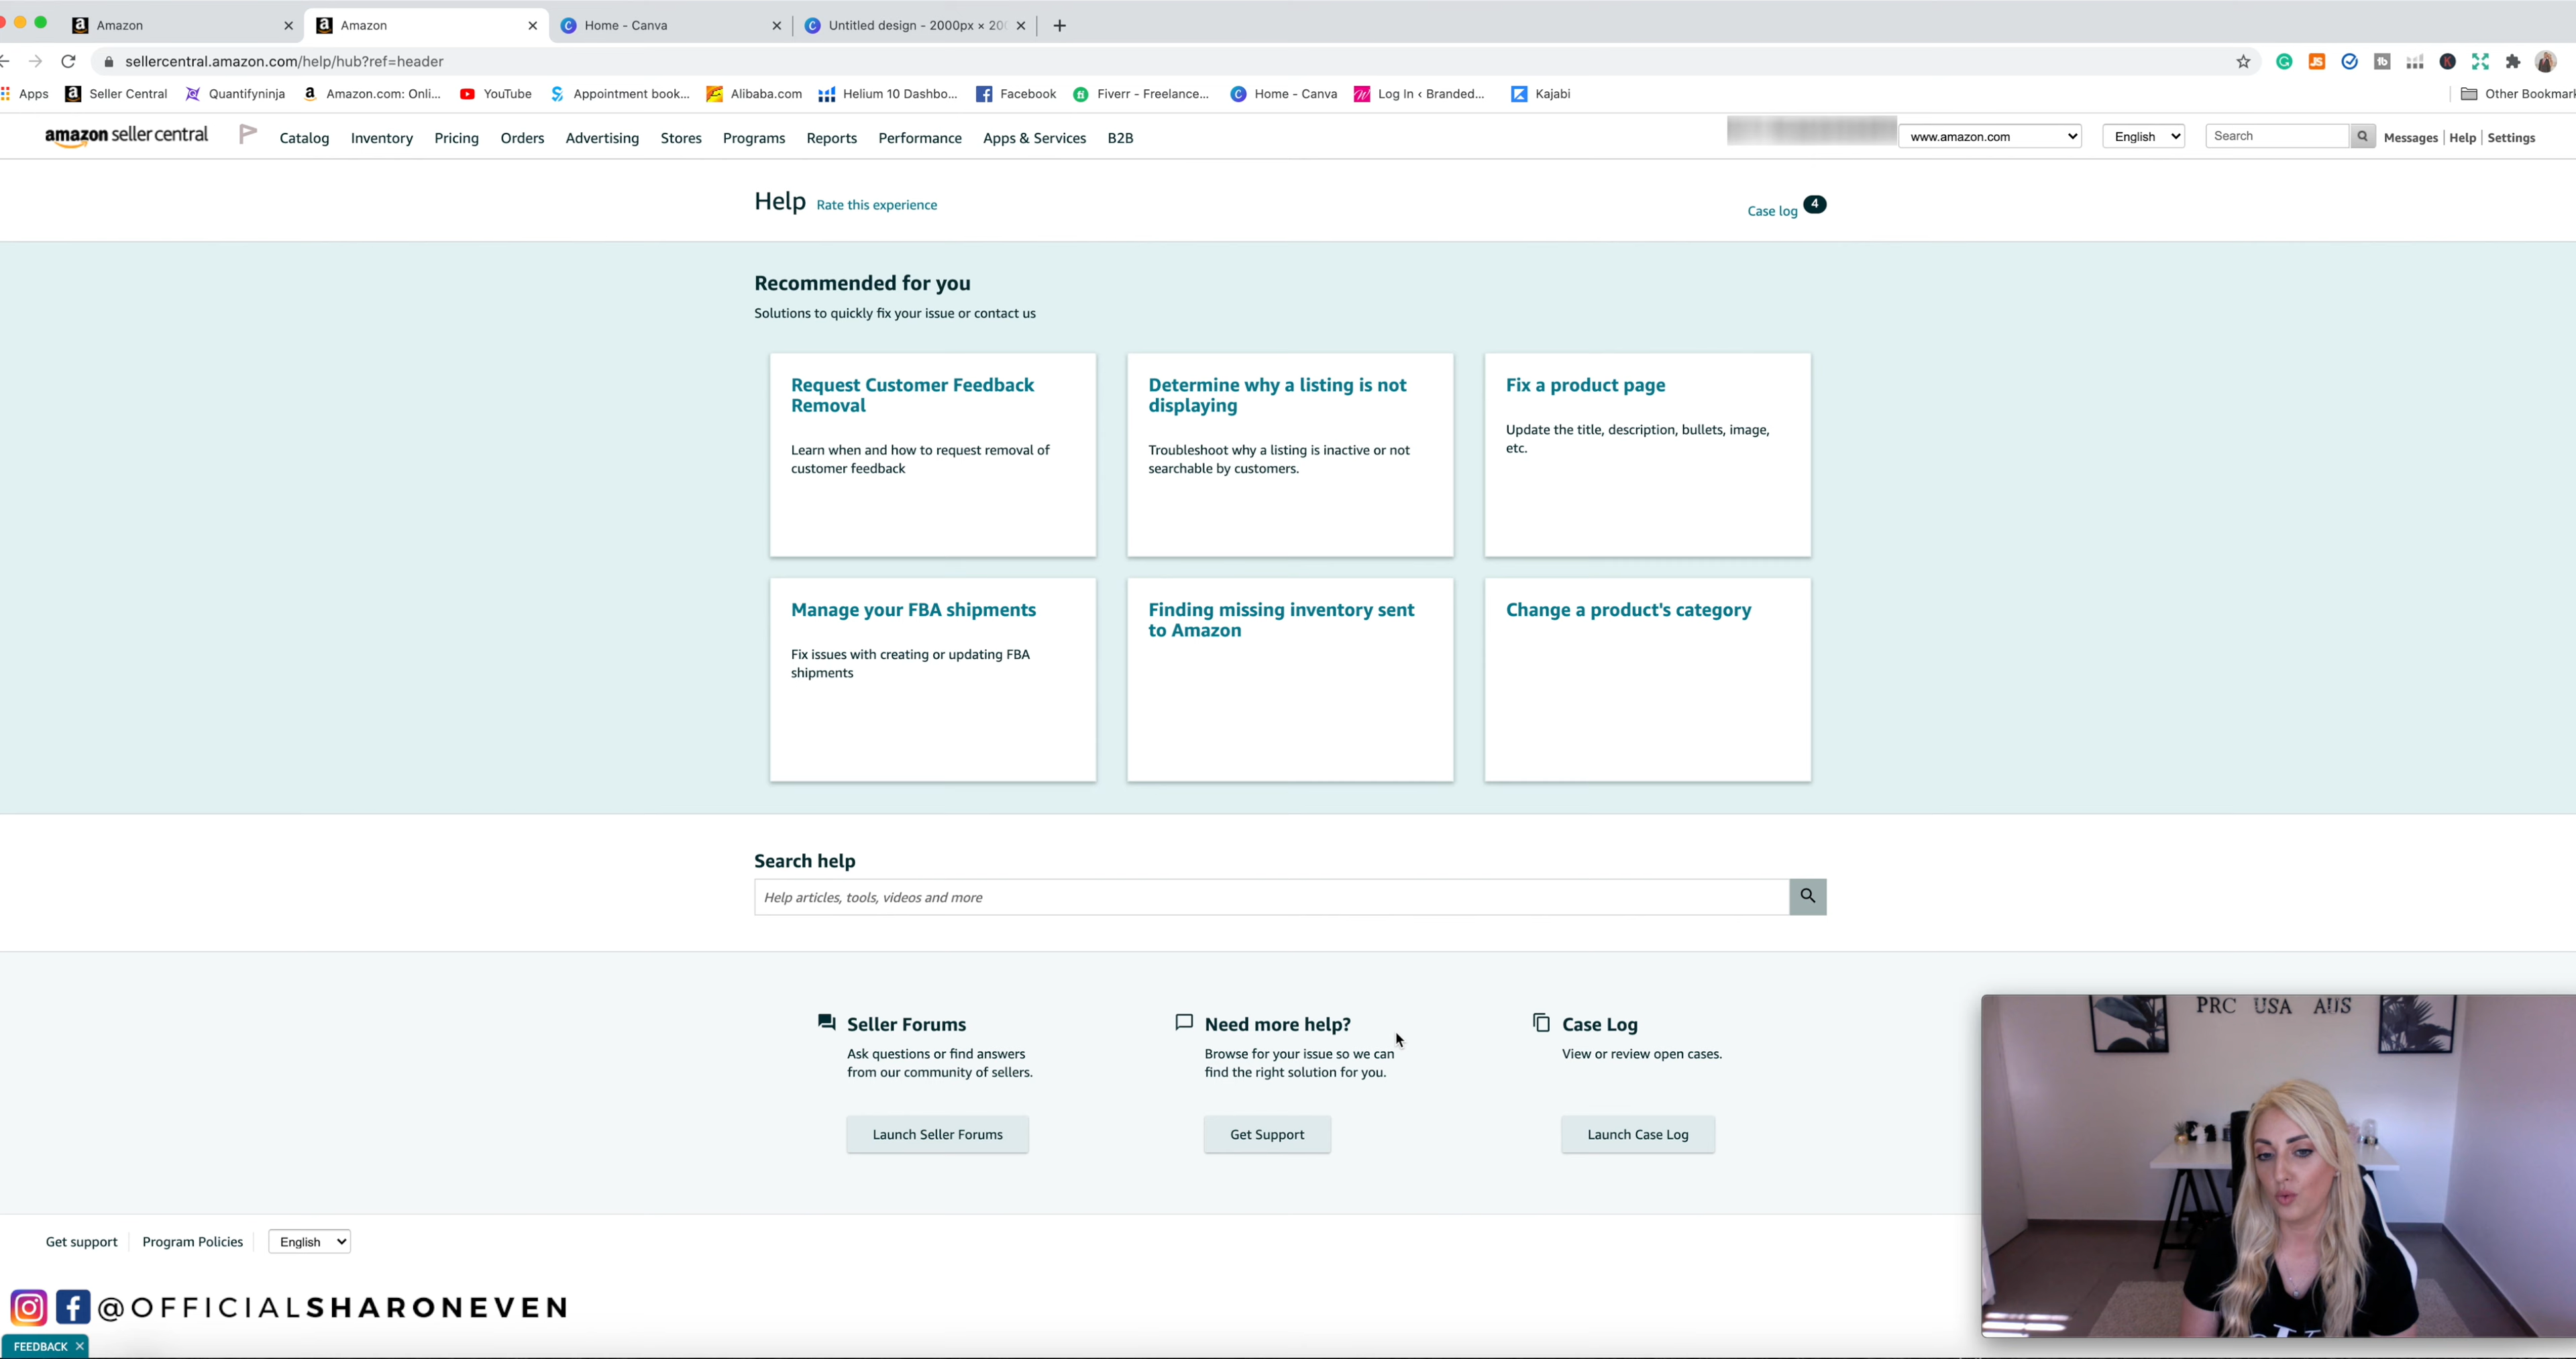 Amazon
Amazon
Home - Canva
Untitled design - 2000px × 20
sellercentral.amazon.com/help/hub?ref=header
Apps
Seller Central
Quantifyninja
Amazon.com: Onli...
YouTube
Appointment book...
Alibaba.com
Helium 10 Dashbo...
Facebook
Fiverr - Freelance...
Home - Canva
Log In ‹ Branded...
Kajabi
Other Bookmark
amazon seller central
Catalog
Inventory
Pricing
Orders
Advertising
Stores
Programs
Reports
Performance
Apps & Services
B2B
www.amazon.com
English
Search
Messages | Help | Settings
Help Rate this experience
Case log 4
Recommended for you
Solutions to quickly fix your issue or contact us
Request Customer Feedback
Removal
Learn when and how to request removal of
customer feedback
Determine why a listing is not
displaying
Troubleshoot why a listing is inactive or not
searchable by customers.
Fix a product page
Update the title, description, bullets, image,
etc.
Manage your FBA shipments
Fix issues with creating or updating FBA
shipments
Finding missing inventory sent
to Amazon
Change a product's category
Search help
Help articles, tools, videos and more
Seller Forums
Ask questions or find answers
from our community of sellers.
Launch Seller Forums
Need more help?
Browse for your issue so we can
find the right solution for you.
Get Support
Case Log
View or review open cases.
Launch Case Log
PRC USA AUS
Get support
Program Policies
English
@OFFICIALSHARONEVEN
FEEDBACK ×